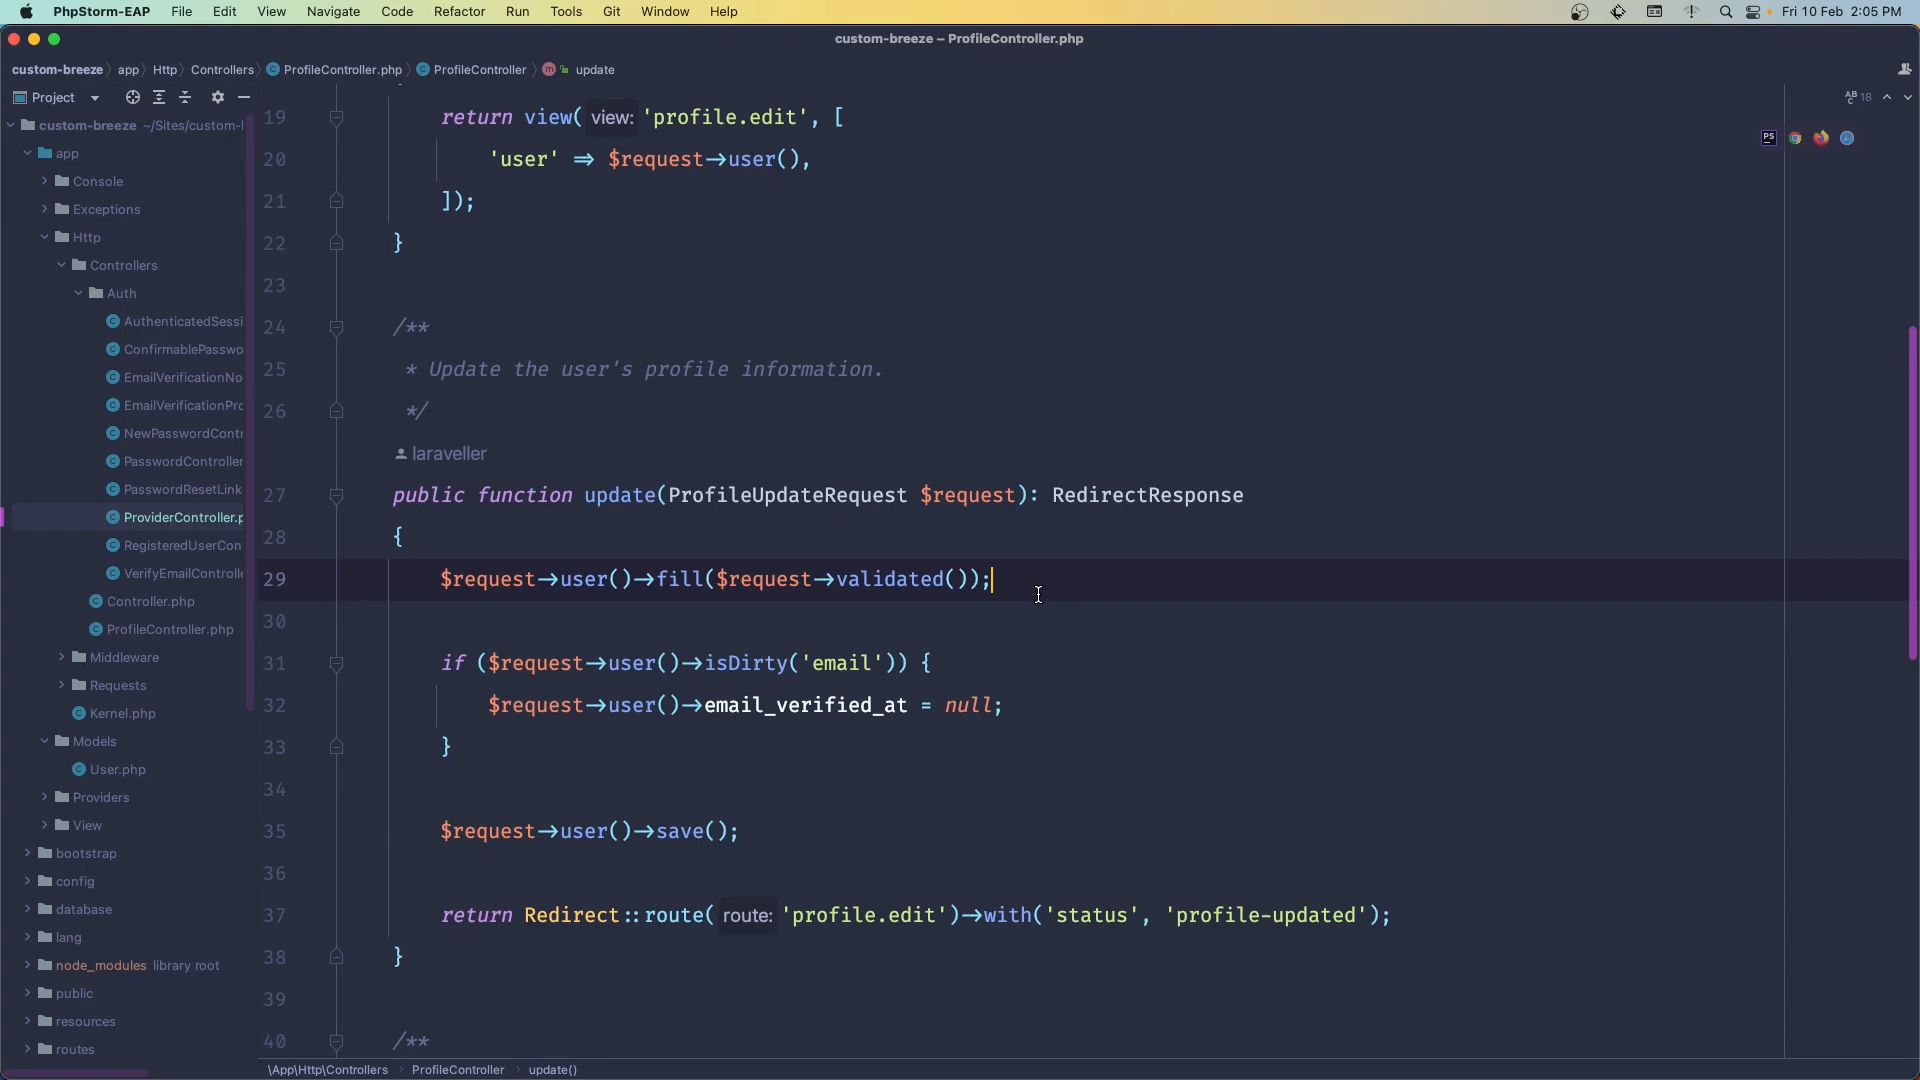 PhpStorm-EAP File Edit View Navigate Code Refactor Run Tools Git Window Help Fri 10 Feb 2:05 PM
custom-breeze – ProfileController.php
custom-breeze app Http Controllers ProfileController.php ProfileController m update
Project
custom-breeze ~/Sites/custom-l
app
Console
Exceptions
Http
Controllers
Auth
AuthenticatedSessi
ConfirmablePasswo
EmailVerificationNo
EmailVerificationPro
NewPasswordContr
PasswordController
PasswordResetLink
ProviderController.p
RegisteredUserCon
VerifyEmailControlle
Controller.php
ProfileController.php
Middleware
Requests
Kernel.php
Models
User.php
Providers
View
bootstrap
config
database
lang
node_modules library root
public
resources
routes
18
PS
19 return view( view: 'profile.edit', [
20 'user' => $request->user(),
21 ]);
22 }
23
24 /**
25 * Update the user's profile information.
26 */
laraveller
27 public function update(ProfileUpdateRequest $request): RedirectResponse
28 {
29 $request->user()->fill($request->validated());
30
31 if ($request->user()->isDirty('email')) {
32 $request->user()->email_verified_at = null;
33 }
34
35 $request->user()->save();
36
37 return Redirect::route( route: 'profile.edit')->with('status', 'profile-updated');
38 }
39
40 /**
\App\Http\Controllers ProfileController update()